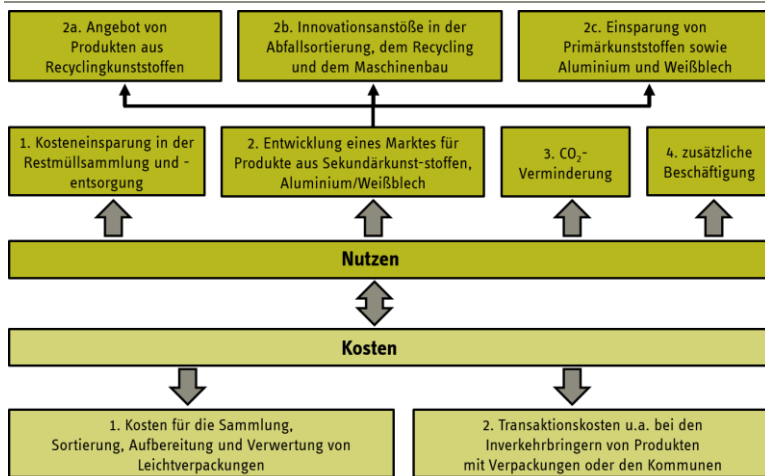 2a. Angebot von
Produkten aus
Recyclingkunststoffen
2b. Innovationsanstöße in der
Abfallsortierung, dem Recycling
und dem Maschinenbau
2c. Einsparung von
Primärkunststoffen sowie
Aluminium und Weißblech
1. Kosteneinsparung in der
Restmüllsammlung und -
entsorgung
2. Entwicklung eines Marktes für
Produkte aus Sekundärkunst-stoffen,
Aluminium/Weißblech
3. CO₂-
Verminderung
4. zusätzliche
Beschäftigung
Nutzen
Kosten
1. Kosten für die Sammlung,
Sortierung, Aufbereitung und Verwertung von
Leichtverpackungen
2. Transaktionskosten u.a. bei den
Inverkehrbringern von Produkten
mit Verpackungen oder den Kommunen